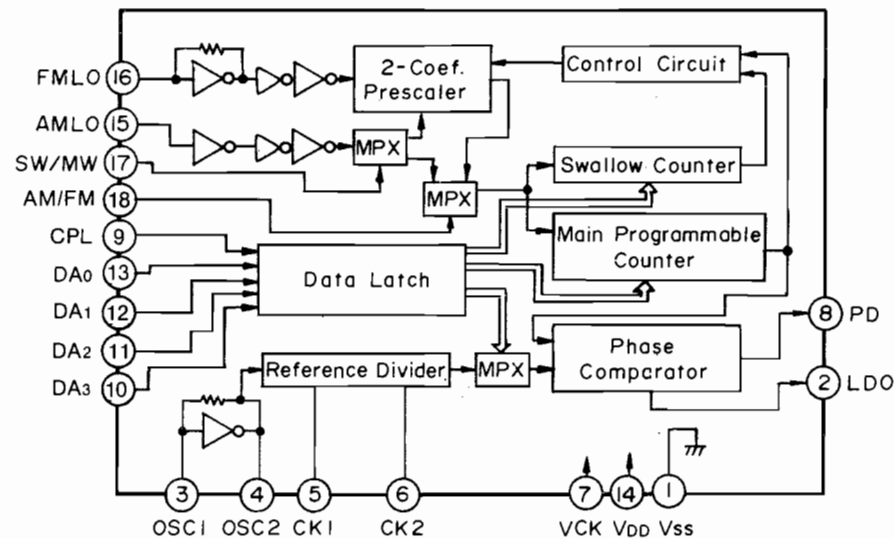 FMLO 16
2-Coef.
Prescaler
Control Circuit
AMLO 15
MPX
SW/MW 17
Swallow Counter
AM/FM 18
MPX
CPL 9
Main Programmable
Counter
DA0 13
Data Latch
DA1 12
8 PD
DA2 11
Phase
Comparator
Reference Divider
MPX
DA3 10
2 LDO
3 4 5 6 7 14 1
OSC1 OSC2 CK1 CK2 VCK VDD VSS